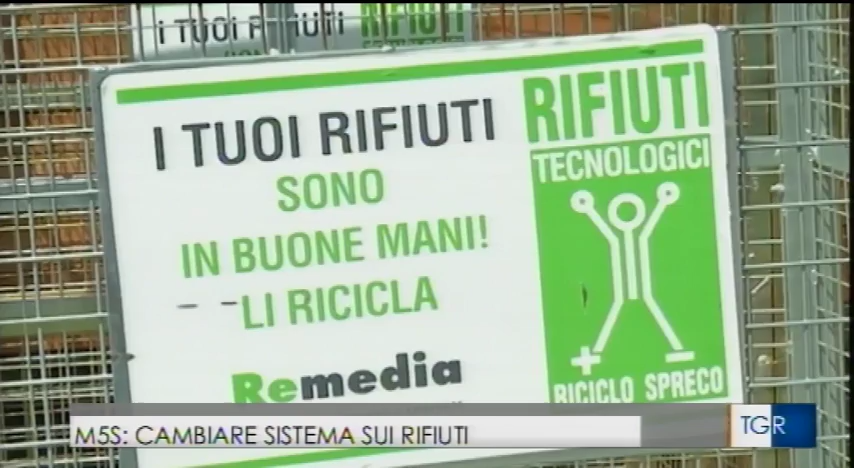 I TUOI RIFIUTI
RIFIUTI
I TUOI RIFIUTI
SONO
IN BUONE MANI!
LI RICICLA
Remedia
RIFIUTI
TECNOLOGICI
+ -
RICICLO SPRECO
M5S: CAMBIARE SISTEMA SUI RIFIUTI
TGR